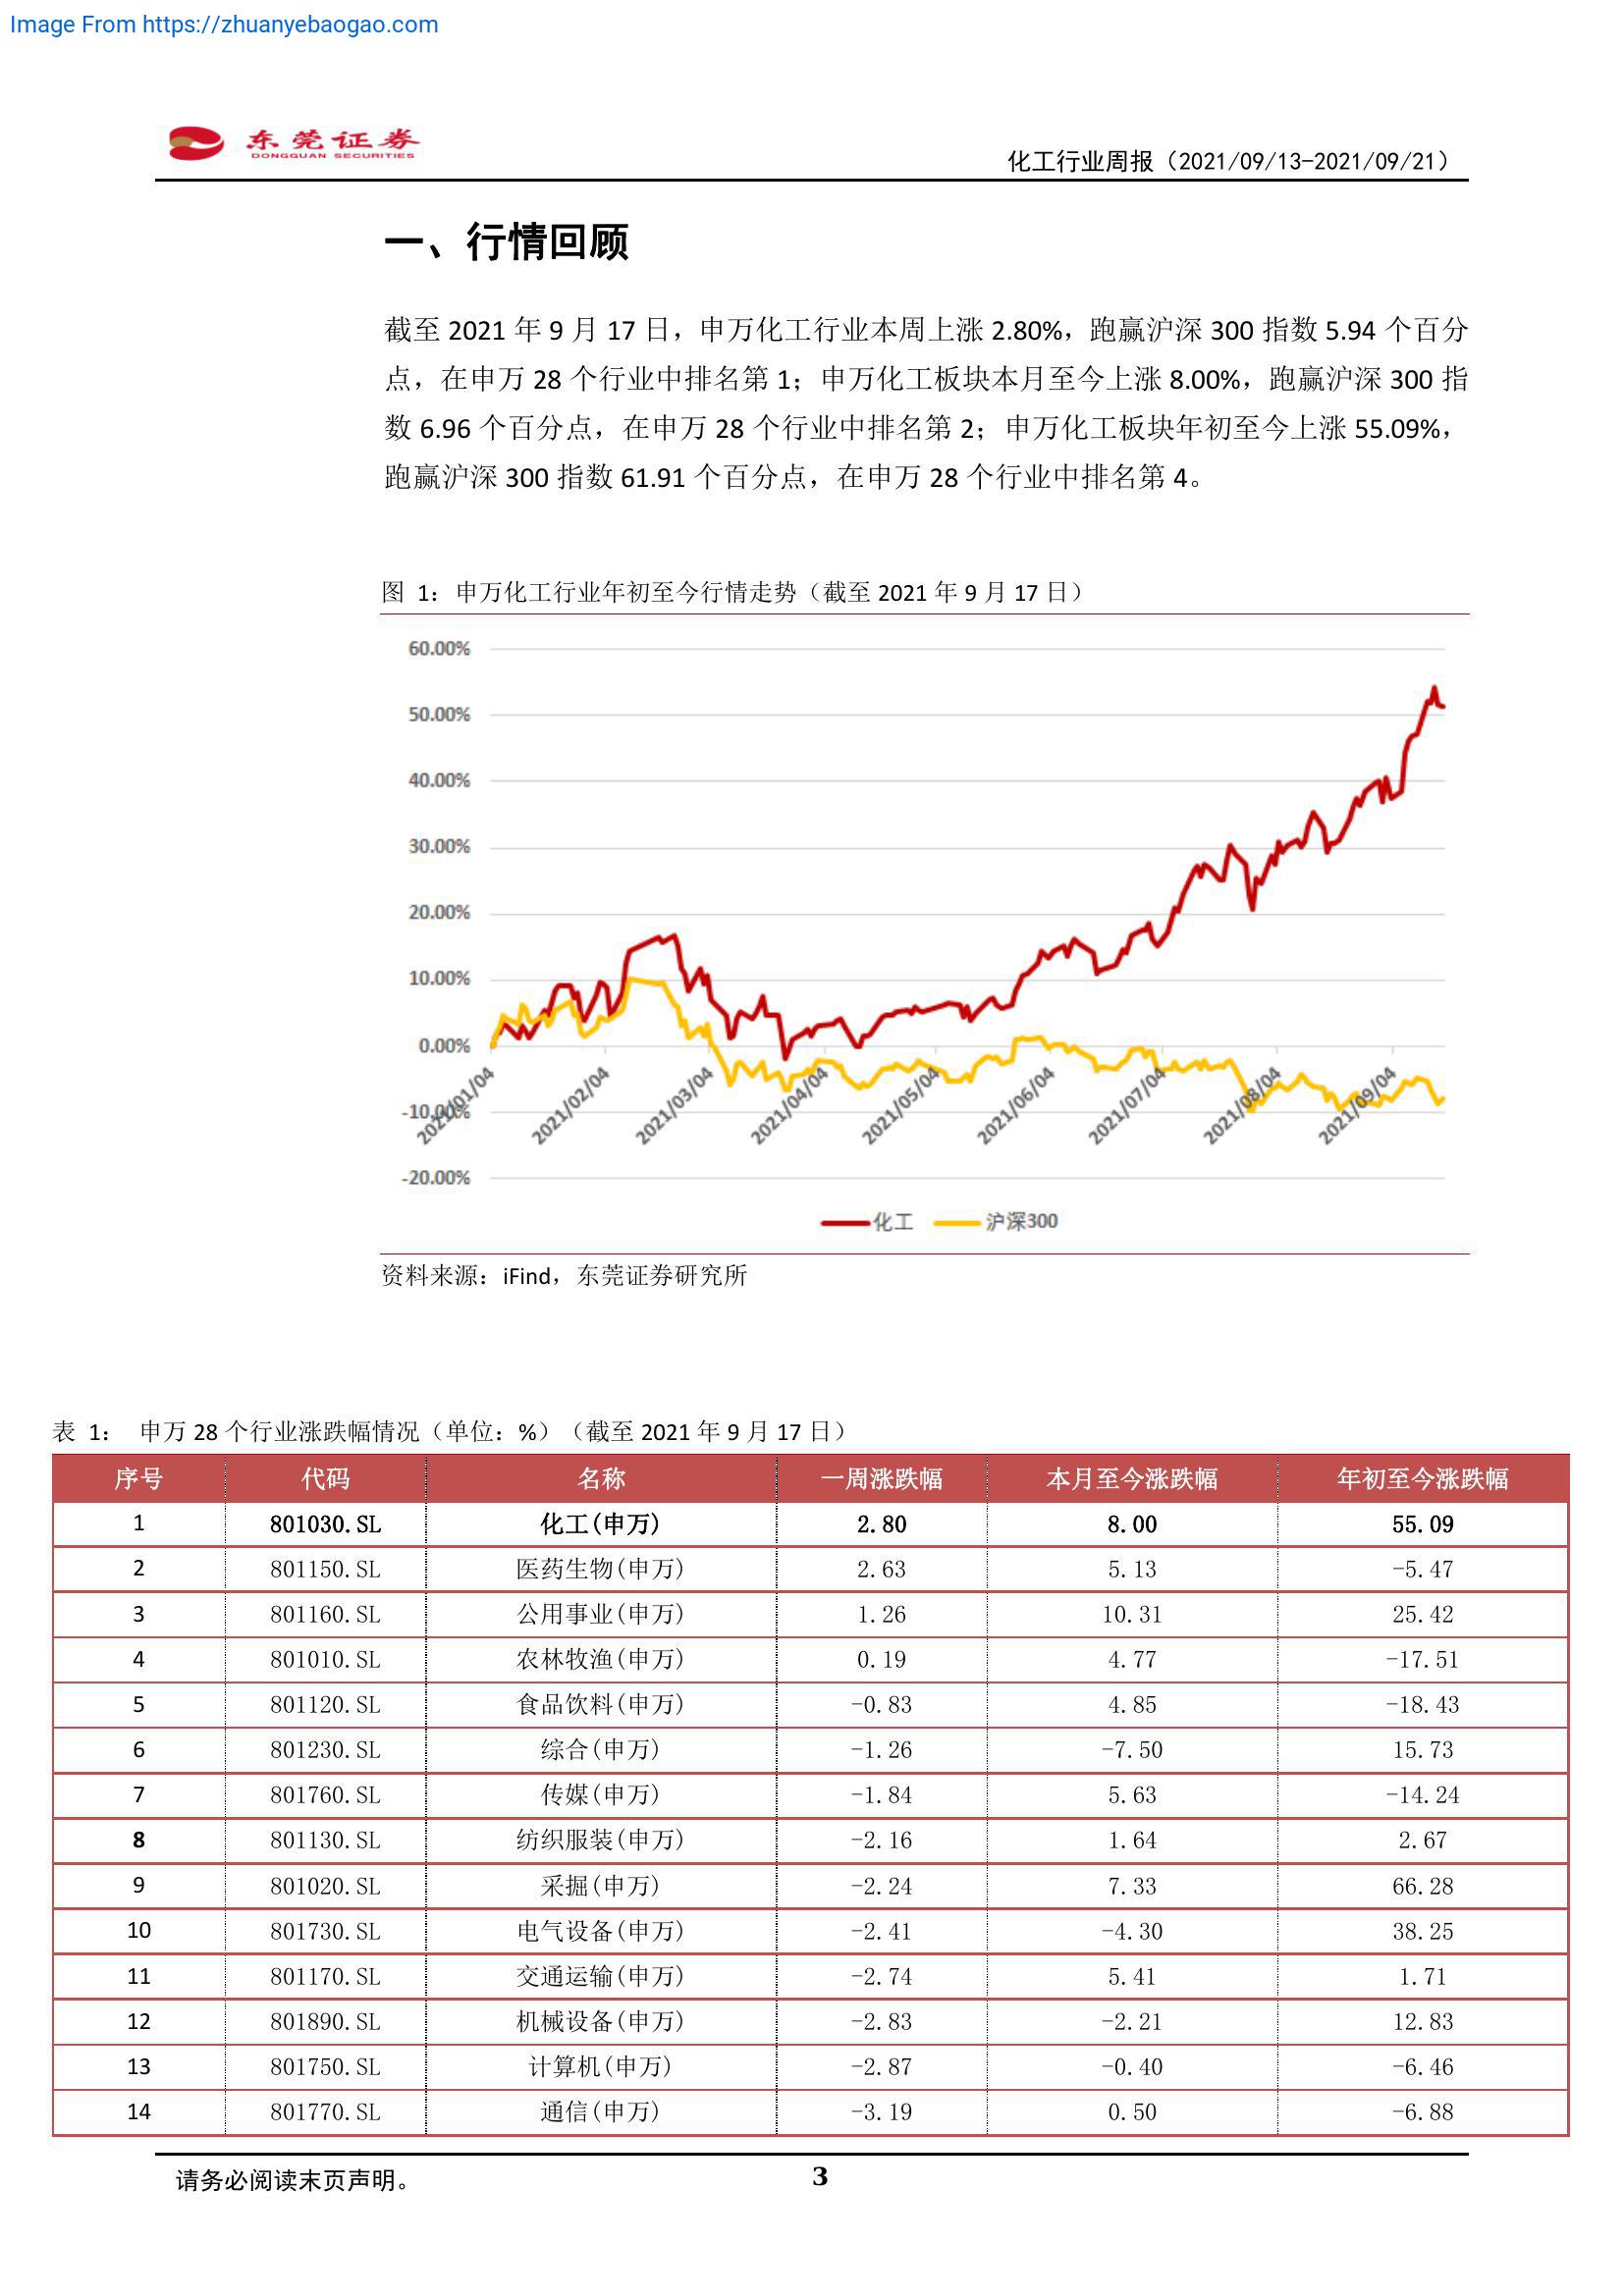 Image From https://zhuanyebaogao.com
东莞证券
DONGGUAN SECURITIES
化工行业周报（2021/09/13-2021/09/21）
一、行情回顾
截至 2021 年 9 月 17 日，申万化工行业本周上涨 2.80%，跑赢沪深 300 指数 5.94 个百分
点，在申万 28 个行业中排名第 1；申万化工板块本月至今上涨 8.00%，跑赢沪深 300 指
数 6.96 个百分点，在申万 28 个行业中排名第 2；申万化工板块年初至今上涨 55.09%，
跑赢沪深 300 指数 61.91 个百分点，在申万 28 个行业中排名第 4。
图 1：申万化工行业年初至今行情走势（截至 2021 年 9 月 17 日）
60.00%
50.00%
40.00%
30.00%
20.00%
10.00%
0.00%
-10.00%
-20.00%
2021/01/04 2021/02/04 2021/03/04 2021/04/04 2021/05/04 2021/06/04 2021/07/04 2021/08/04 2021/09/04
化工 沪深300
资料来源：iFind，东莞证券研究所
表 1： 申万 28 个行业涨跌幅情况（单位：%）（截至 2021 年 9 月 17 日）
序号 代码 名称 一周涨跌幅 本月至今涨跌幅 年初至今涨跌幅
1 801030.SL 化工(申万) 2.80 8.00 55.09
2 801150.SL 医药生物(申万) 2.63 5.13 -5.47
3 801160.SL 公用事业(申万) 1.26 10.31 25.42
4 801010.SL 农林牧渔(申万) 0.19 4.77 -17.51
5 801120.SL 食品饮料(申万) -0.83 4.85 -18.43
6 801230.SL 综合(申万) -1.26 -7.50 15.73
7 801760.SL 传媒(申万) -1.84 5.63 -14.24
8 801130.SL 纺织服装(申万) -2.16 1.64 2.67
9 801020.SL 采掘(申万) -2.24 7.33 66.28
10 801730.SL 电气设备(申万) -2.41 -4.30 38.25
11 801170.SL 交通运输(申万) -2.74 5.41 1.71
12 801890.SL 机械设备(申万) -2.83 -2.21 12.83
13 801750.SL 计算机(申万) -2.87 -0.40 -6.46
14 801770.SL 通信(申万) -3.19 0.50 -6.88
请务必阅读末页声明。
3